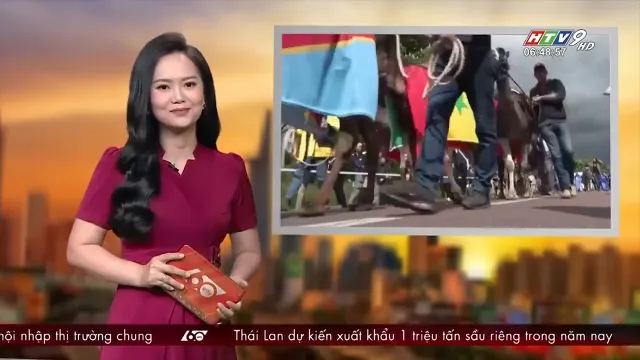 HTV9 HD
06:48:57
hội nhập thị trường chung 60 Thái Lan dự kiến xuất khẩu 1 triệu tấn sầu riêng trong năm nay